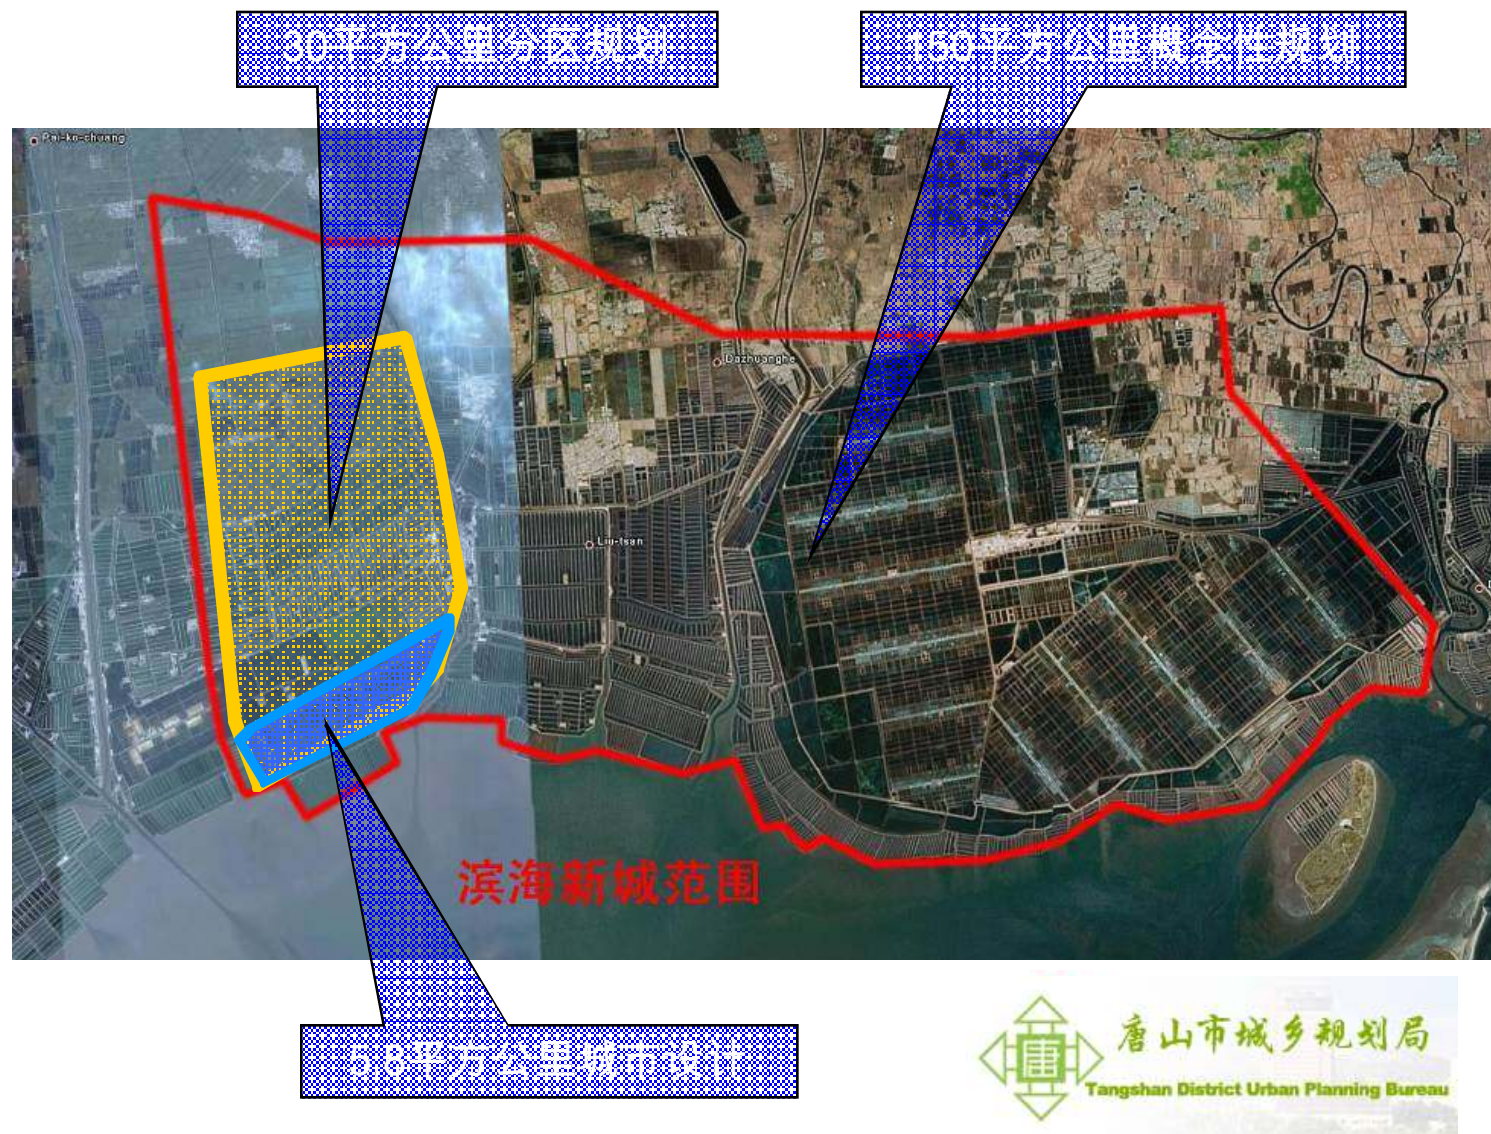 30平方公里分区规划
150平方公里概念性规划
Pai-ke-chuang
Dazhuanghe
Liu-tsan
滨海新城范围
5.8平方公里城市设计
唐山市城乡规划局
Tangshan District Urban Planning Bureau